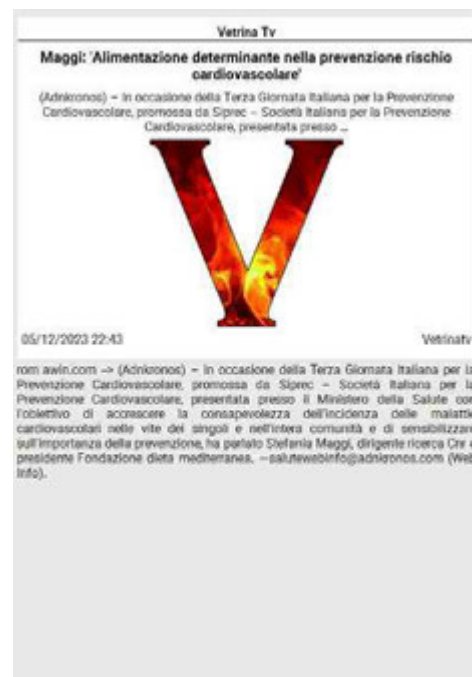 Vetrina Tv
Maggi: 'Alimentazione determinante nella prevenzione rischio
cardiovascolare'
(Adnkronos) – In occasione della Terza Giornata Italiana per la Prevenzione
Cardiovascolare, promossa da Siprec – Società Italiana per la Prevenzione
Cardiovascolare, presentata presso ...
V
05/12/2023 22:43
Vetrinatv
rom awin.com –> (Adnkronos) – In occasione della Terza Giornata Italiana per la
Prevenzione Cardiovascolare, promossa da Siprec – Società Italiana per la
Prevenzione Cardiovascolare, presentata presso il Ministero della Salute con
l'obiettivo di accrescere la consapevolezza dell'incidenza delle malattie
cardiovascolari nelle vite dei singoli e nell'intera comunità e di sensibilizzare
sull'importanza della prevenzione, ha parlato Stefania Maggi, dirigente ricerca Cnr e
presidente Fondazione dieta mediterranea. —salutewebinfo@adnkronos.com (Web
Info).